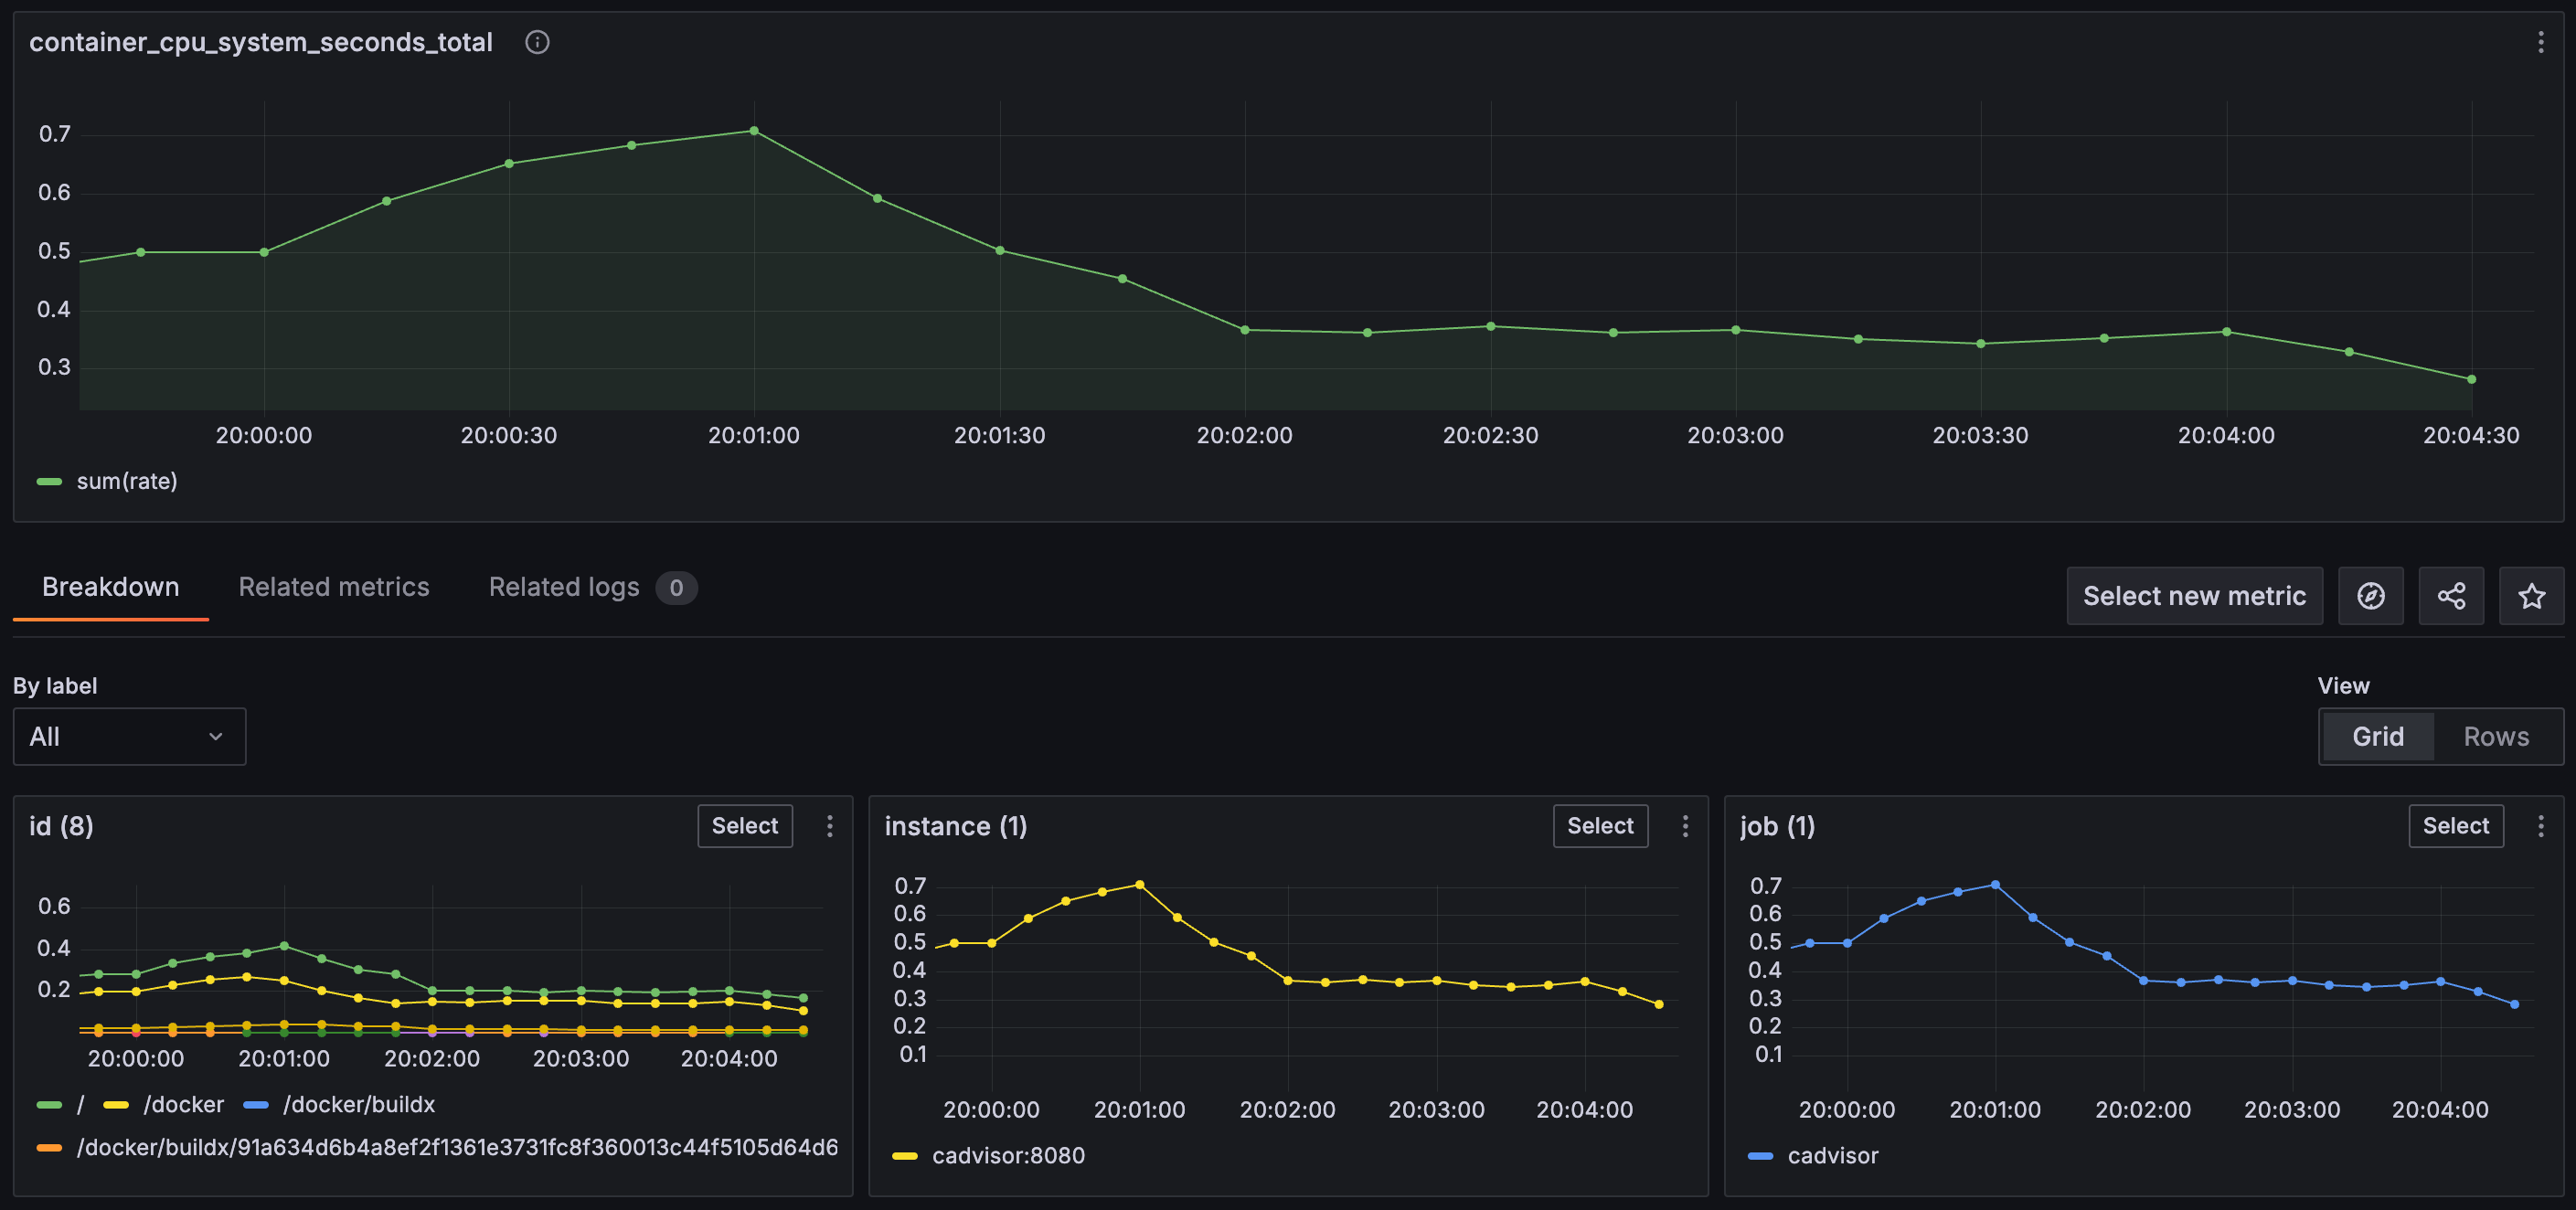 container_cpu_system_seconds_total
0.7
0.6
0.5
0.4
0.3
20:00:00 20:00:30 20:01:00 20:01:30 20:02:00 20:02:30 20:03:00 20:03:30 20:04:00 20:04:30
sum(rate)
Breakdown Related metrics Related logs 0 Select new metric
By label View
All Grid Rows
id (8) Select
0.6
0.4
0.2
20:00:00 20:01:00 20:02:00 20:03:00 20:04:00
/ /docker /docker/buildx
/docker/buildx/91a634d6b4a8ef2f1361e3731fc8f360013c44f5105d64d6
instance (1) Select
0.7
0.6
0.5
0.4
0.3
0.2
0.1
20:00:00 20:01:00 20:02:00 20:03:00 20:04:00
cadvisor:8080
job (1) Select
0.7
0.6
0.5
0.4
0.3
0.2
0.1
20:00:00 20:01:00 20:02:00 20:03:00 20:04:00
cadvisor